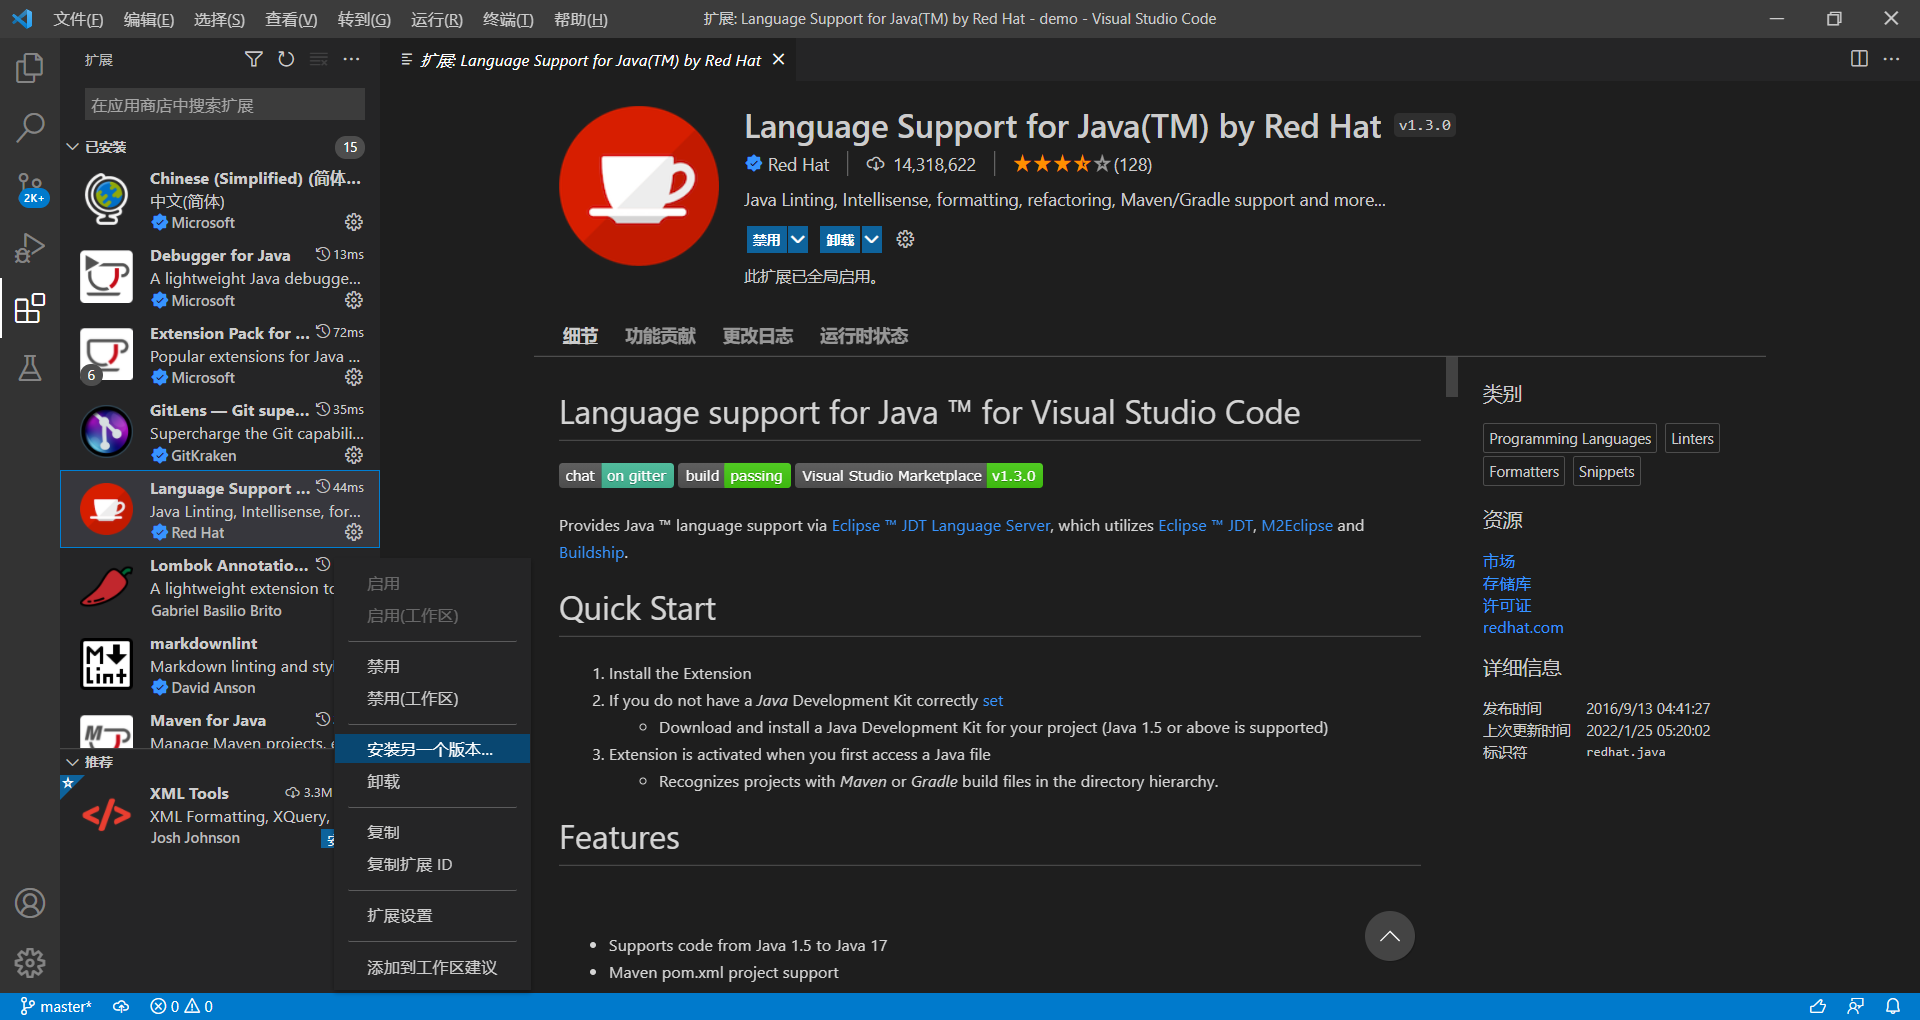 文件(F) 编辑(E) 选择(S) 查看(V) 转到(G) 运行(R) 终端(T) 帮助(H)
扩展: Language Support for Java(TM) by Red Hat - demo - Visual Studio Code
扩展
在应用商店中搜索扩展
已安装 15
Chinese (Simplified) (简体...
中文(简体)
Microsoft
Debugger for Java 13ms
A lightweight Java debugge...
Microsoft
Extension Pack for ... 72ms
Popular extensions for Java ...
Microsoft
6
GitLens — Git supe... 35ms
Supercharge the Git capabili...
GitKraken
Language Support ... 44ms
Java Linting, Intellisense, for...
Red Hat
Lombok Annotatio...
A lightweight extension to
Gabriel Basilio Brito
markdownlint
Markdown linting and sty
David Anson
M
Lint
Maven for Java
Manage Maven projects, e
推荐
XML Tools 3.3M
XML Formatting, XQuery,
Josh Johnson
2K+
启用
启用(工作区)
禁用
禁用(工作区)
安装另一个版本...
卸载
复制
复制扩展 ID
扩展设置
添加到工作区建议
扩展: Language Support for Java(TM) by Red Hat
Language Support for Java(TM) by Red Hat v1.3.0
Red Hat 14,318,622 (128)
Java Linting, Intellisense, formatting, refactoring, Maven/Gradle support and more...
禁用 卸载
此扩展已全局启用。
细节 功能贡献 更改日志 运行时状态
Language support for Java ™ for Visual Studio Code
chat on gitter build passing Visual Studio Marketplace v1.3.0
Provides Java ™ language support via Eclipse ™ JDT Language Server, which utilizes Eclipse ™ JDT, M2Eclipse and
Buildship.
Quick Start
1. Install the Extension
2. If you do not have a Java Development Kit correctly set
Download and install a Java Development Kit for your project (Java 1.5 or above is supported)
3. Extension is activated when you first access a Java file
Recognizes projects with Maven or Gradle build files in the directory hierarchy.
Features
Supports code from Java 1.5 to Java 17
Maven pom.xml project support
类别
Programming Languages Linters
Formatters Snippets
资源
市场
存储库
许可证
redhat.com
详细信息
发布时间 2016/9/13 04:41:27
上次更新时间 2022/1/25 05:20:02
标识符 redhat.java
master* 0 0